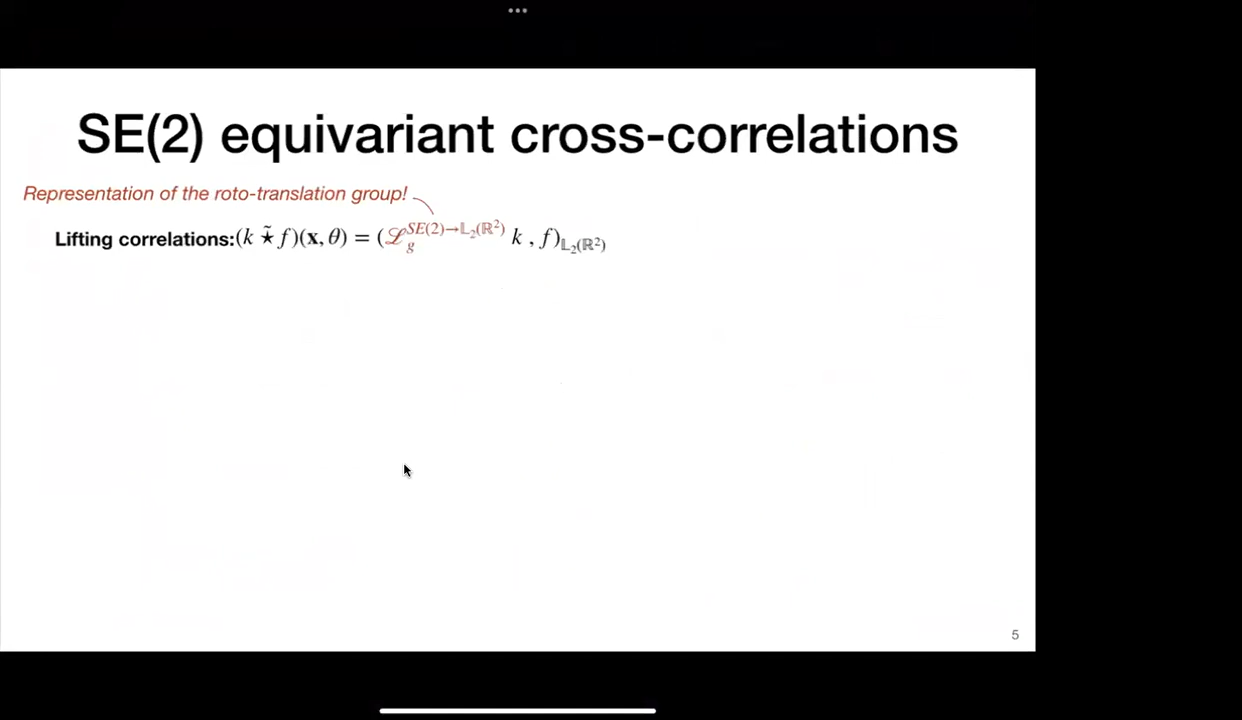 SE(2) equivariant cross-correlations
Representation of the roto-translation group!
Lifting correlations: (k ⋆̃ f)(𝐱, θ) = (ℒ_g^{SE(2)→𝕃₂(ℝ²)} k , f)_{𝕃₂(ℝ²)}
5